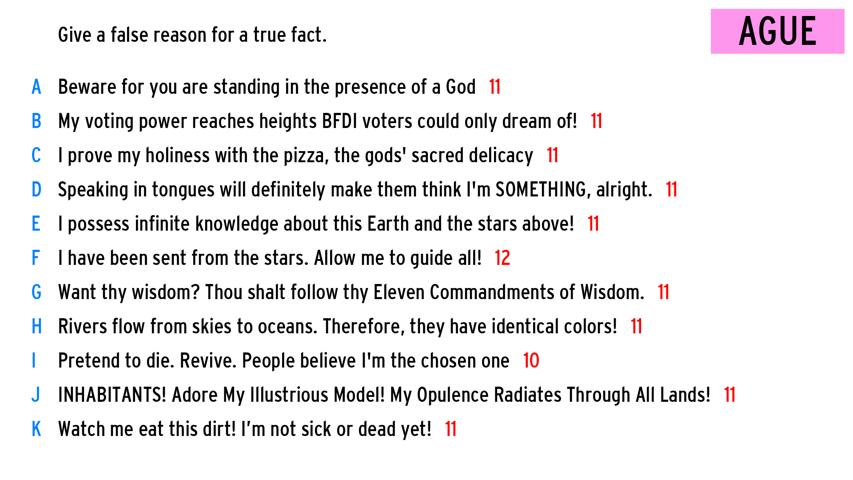 Give a false reason for a true fact.
AGUE
A Beware for you are standing in the presence of a God 11
B My voting power reaches heights BFDI voters could only dream of! 11
C I prove my holiness with the pizza, the gods' sacred delicacy 11
D Speaking in tongues will definitely make them think I'm SOMETHING, alright. 11
E I possess infinite knowledge about this Earth and the stars above! 11
F I have been sent from the stars. Allow me to guide all! 12
G Want thy wisdom? Thou shalt follow thy Eleven Commandments of Wisdom. 11
H Rivers flow from skies to oceans. Therefore, they have identical colors! 11
I Pretend to die. Revive. People believe I'm the chosen one 10
J INHABITANTS! Adore My Illustrious Model! My Opulence Radiates Through All Lands! 11
K Watch me eat this dirt! I’m not sick or dead yet! 11